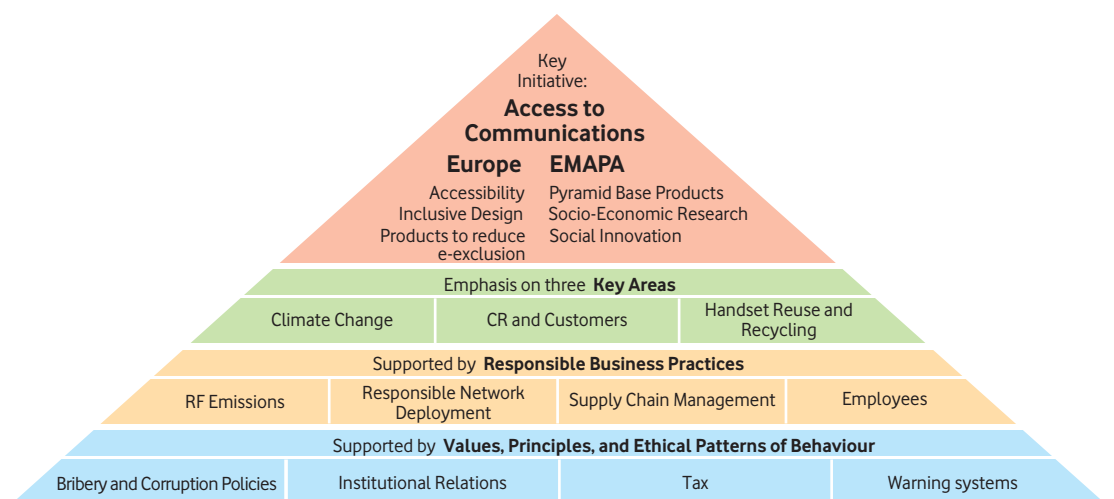 Key
Initiative:
Access to
Communications
Europe
Accessibility
Inclusive Design
Products to reduce
e-exclusion
EMAPA
Pyramid Base Products
Socio-Economic Research
Social Innovation
Emphasis on three Key Areas
Climate Change
CR and Customers
Handset Reuse and
Recycling
Supported by Responsible Business Practices
RF Emissions
Responsible Network
Deployment
Supply Chain Management
Employees
Supported by Values, Principles, and Ethical Patterns of Behaviour
Bribery and Corruption Policies
Institutional Relations
Tax
Warning systems